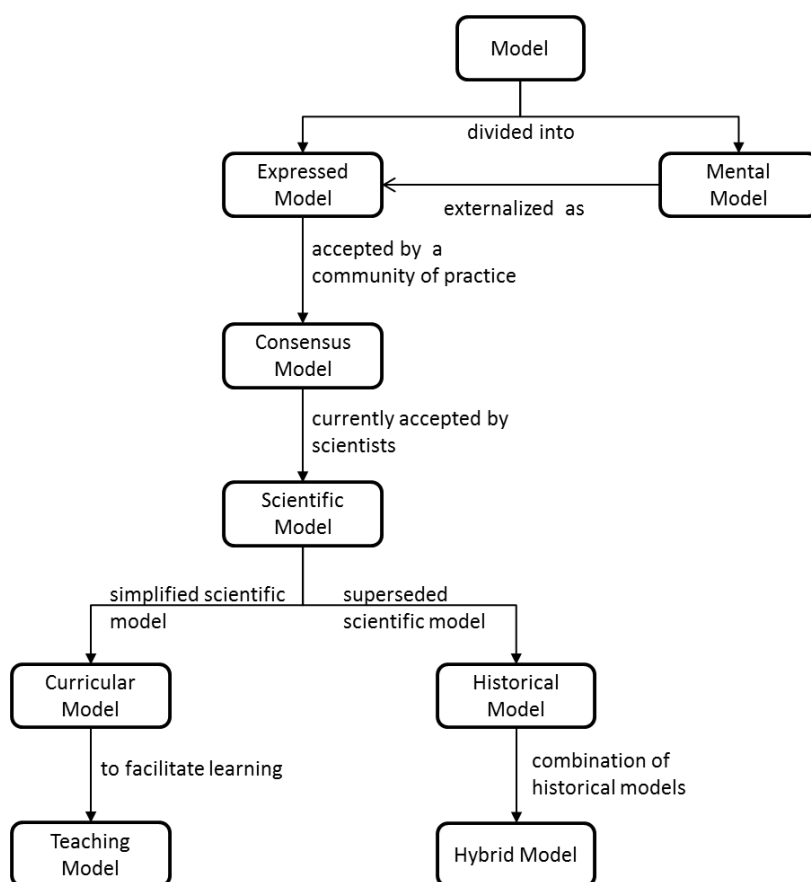 Model
divided into
Expressed
Model
Mental
Model
externalized as
accepted by a
community of practice
Consensus
Model
currently accepted by
scientists
Scientific
Model
simplified scientific
model
superseded
scientific model
Curricular
Model
Historical
Model
to facilitate learning
combination of
historical models
Teaching
Model
Hybrid Model